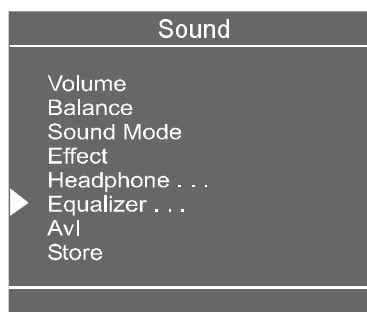 Sound
Volume
Balance
Sound Mode
Effect
Headphone . . .
Equalizer . . .
Avl
Store